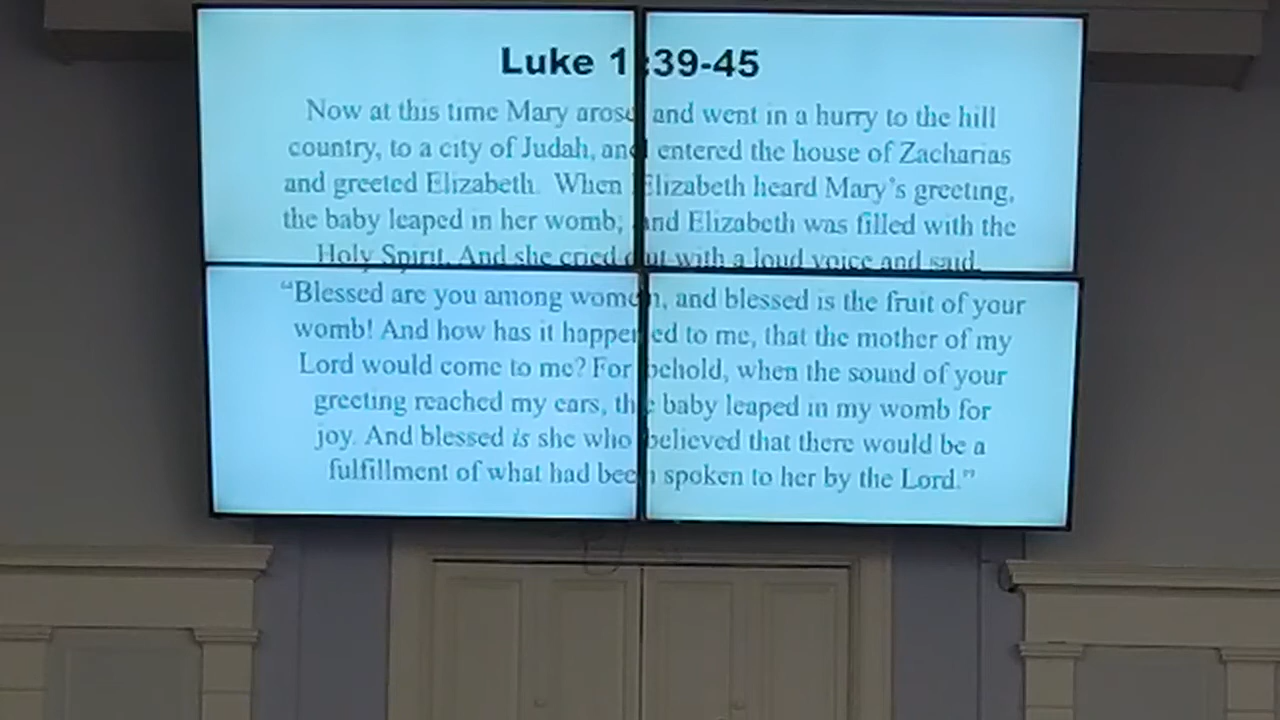 Luke 1:39-45
Now at this time Mary arose and went in a hurry to the hill
country, to a city of Judah, and entered the house of Zacharias
and greeted Elizabeth. When Elizabeth heard Mary's greeting,
the baby leaped in her womb; and Elizabeth was filled with the
Holy Spirit. And she cried out with a loud voice and said,
“Blessed are you among women, and blessed is the fruit of your
womb! And how has it happened to me, that the mother of my
Lord would come to me? For behold, when the sound of your
greeting reached my ears, the baby leaped in my womb for
joy. And blessed is she who believed that there would be a
fulfillment of what had been spoken to her by the Lord.”